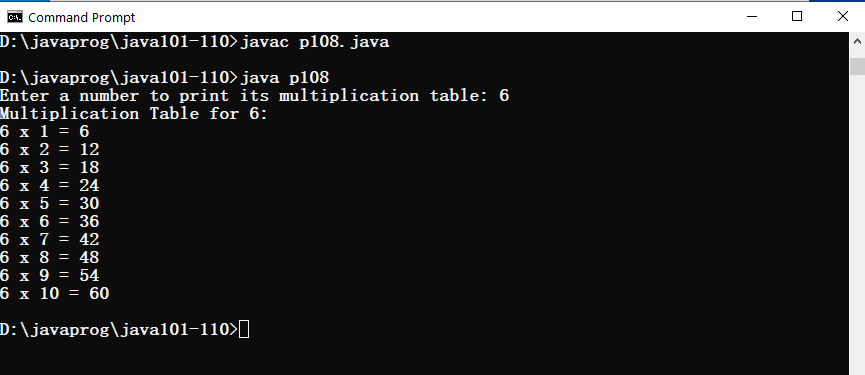 Command Prompt
D:\javaprog\java101-110>javac p108.java
D:\javaprog\java101-110>java p108
Enter a number to print its multiplication table: 6
Multiplication Table for 6:
6 x 1 = 6
6 x 2 = 12
6 x 3 = 18
6 x 4 = 24
6 x 5 = 30
6 x 6 = 36
6 x 7 = 42
6 x 8 = 48
6 x 9 = 54
6 x 10 = 60
D:\javaprog\java101-110>